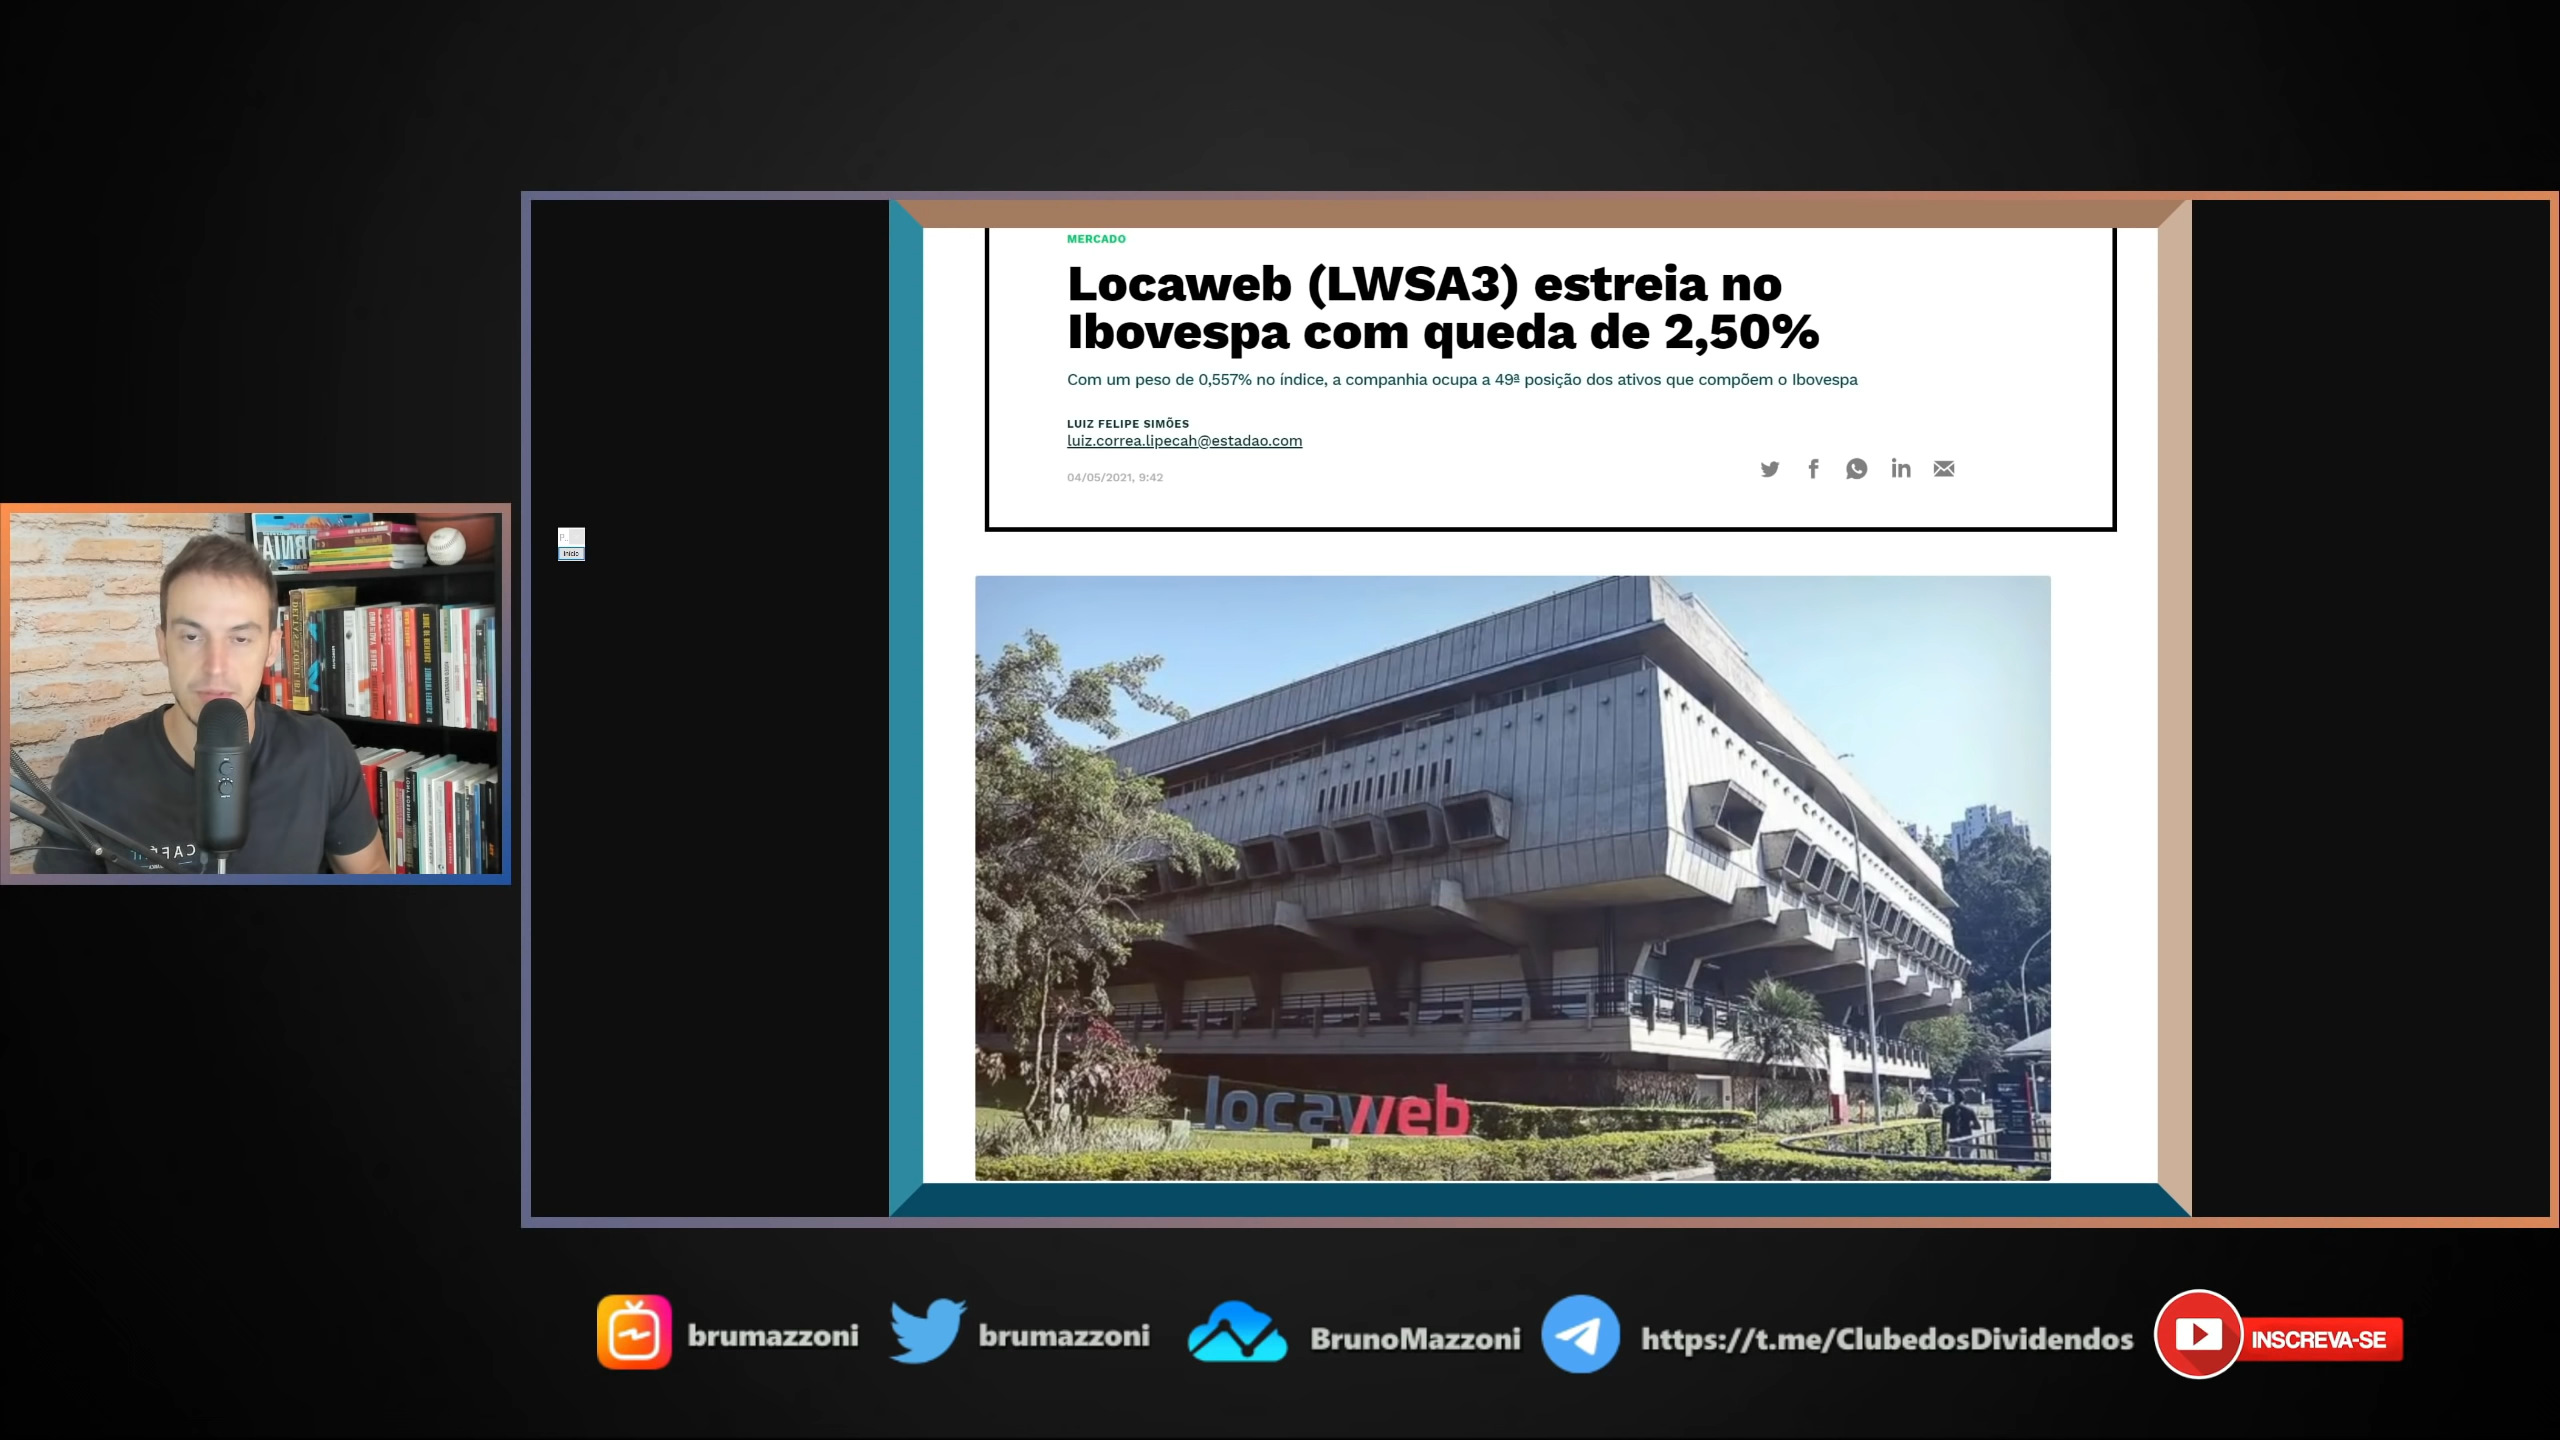 MERCADO
Locaweb (LWSA3) estreia no
Ibovespa com queda de 2,50%
Com um peso de 0,557% no índice, a companhia ocupa a 49ª posição dos ativos que compõem o Ibovespa
LUIZ FELIPE SIMÕES
luiz.correa.lipecah@estadao.com
04/05/2021, 9:42
Início
locaweb
brumazzoni
brumazzoni
BrunoMazzoni
https://t.me/ClubedosDividendos
INSCREVA-SE